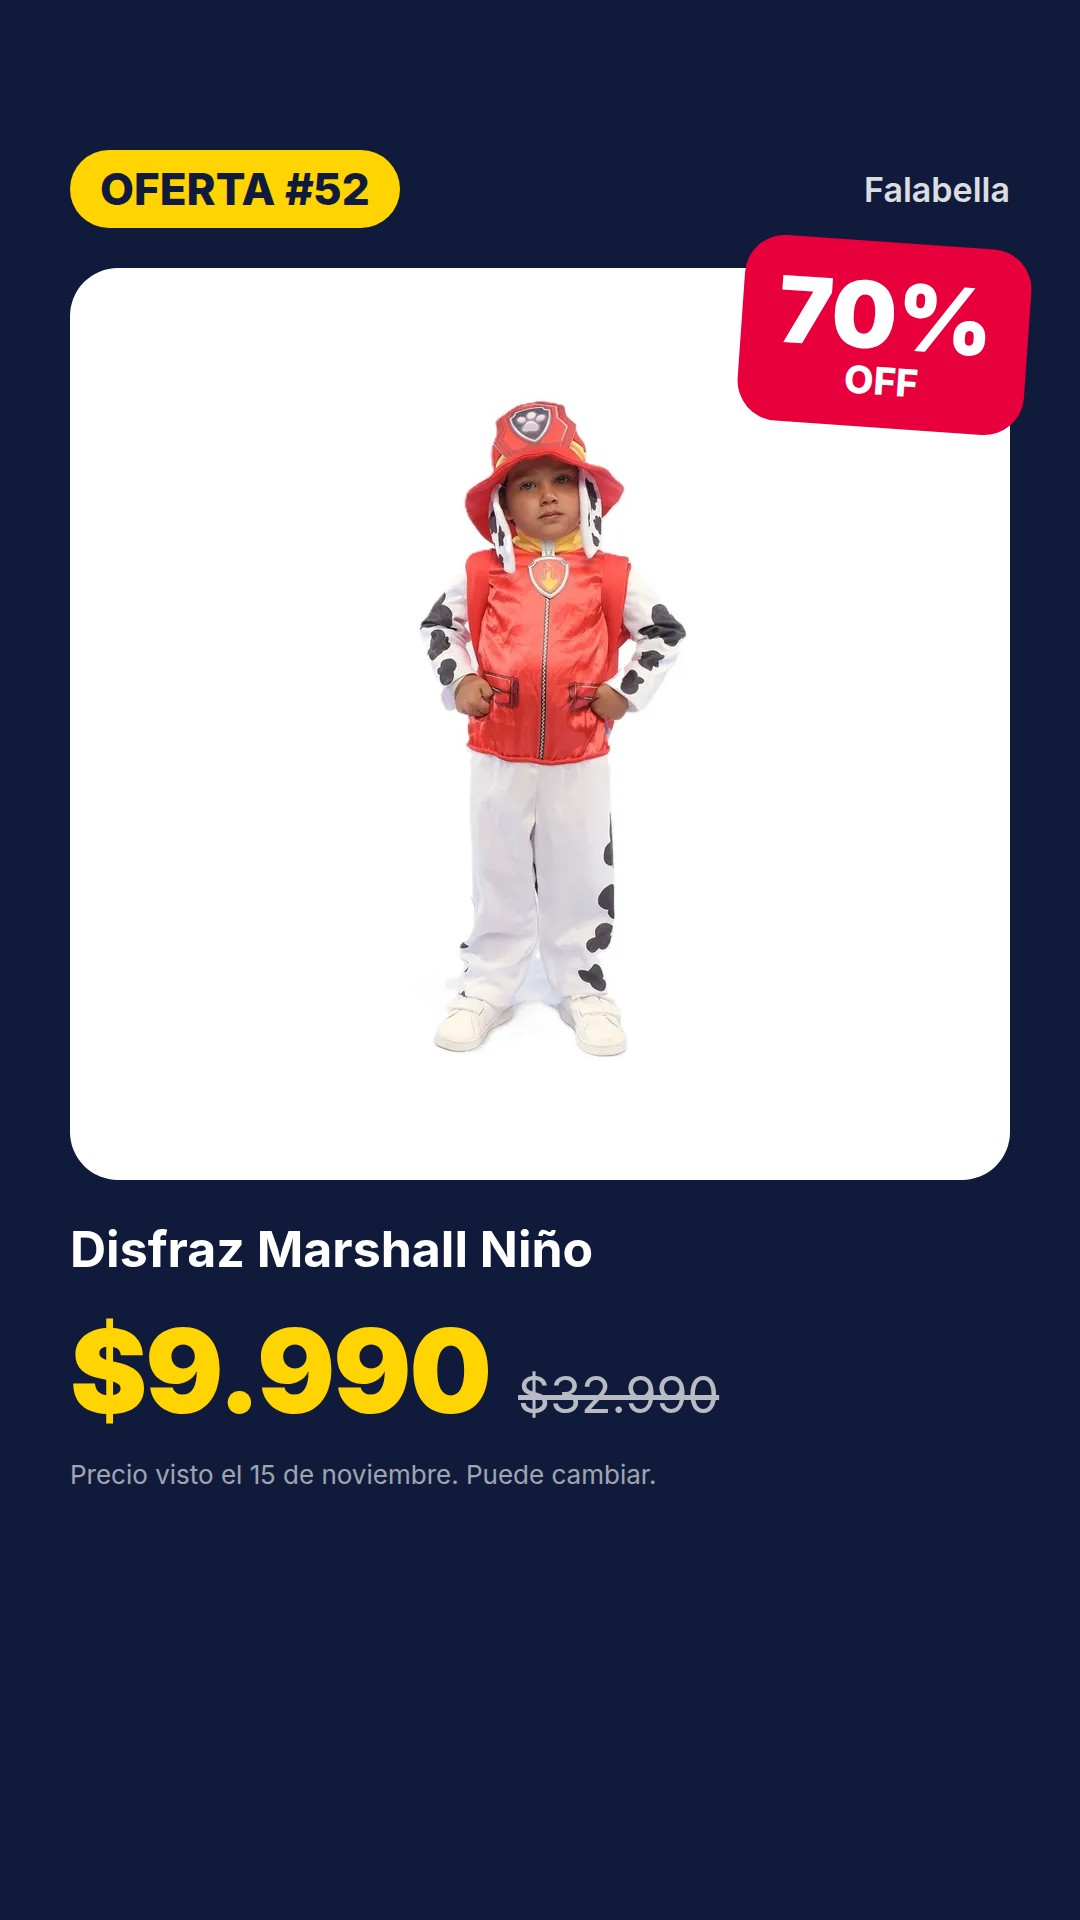 OFERTA #52
Falabella
70%
OFF
Disfraz Marshall Niño
$9.990 $32.990
Precio visto el 15 de noviembre. Puede cambiar.